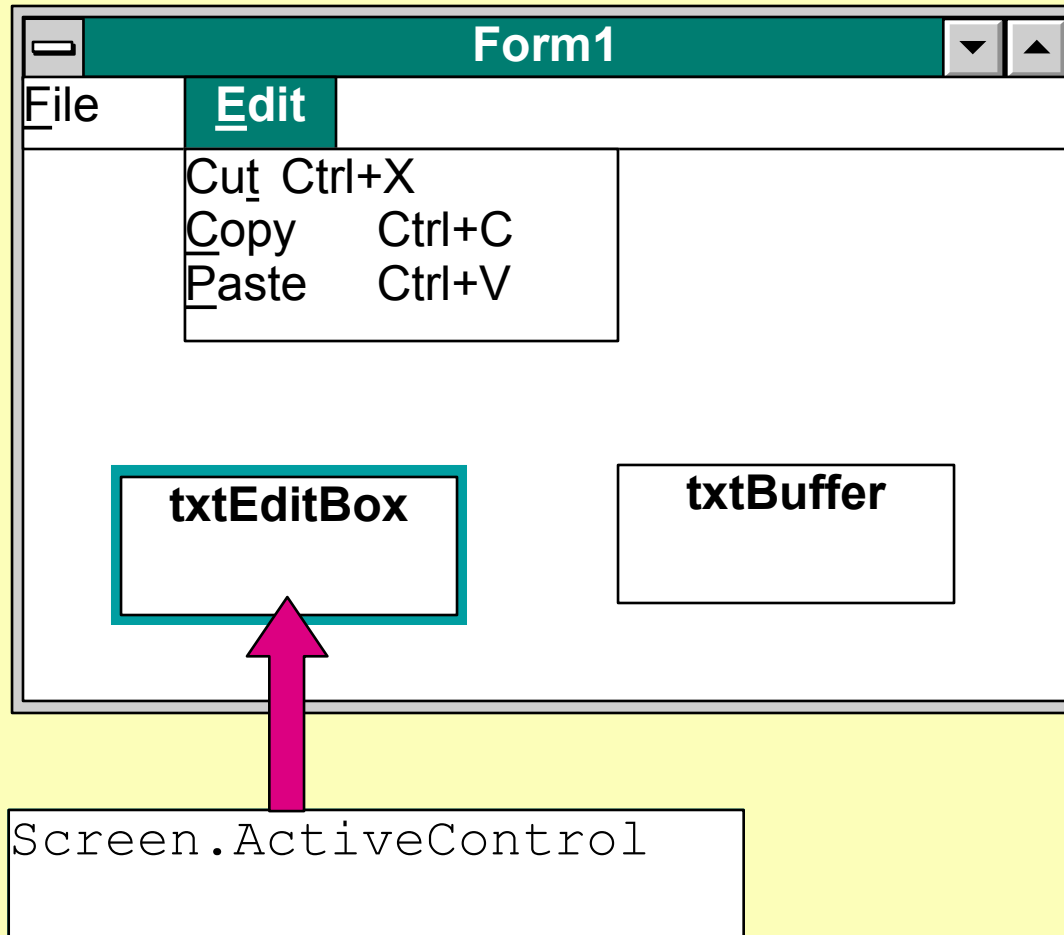 Form1
File Edit
Cut Ctrl+X
Copy Ctrl+C
Paste Ctrl+V
txtEditBox txtBuffer
Screen.ActiveControl